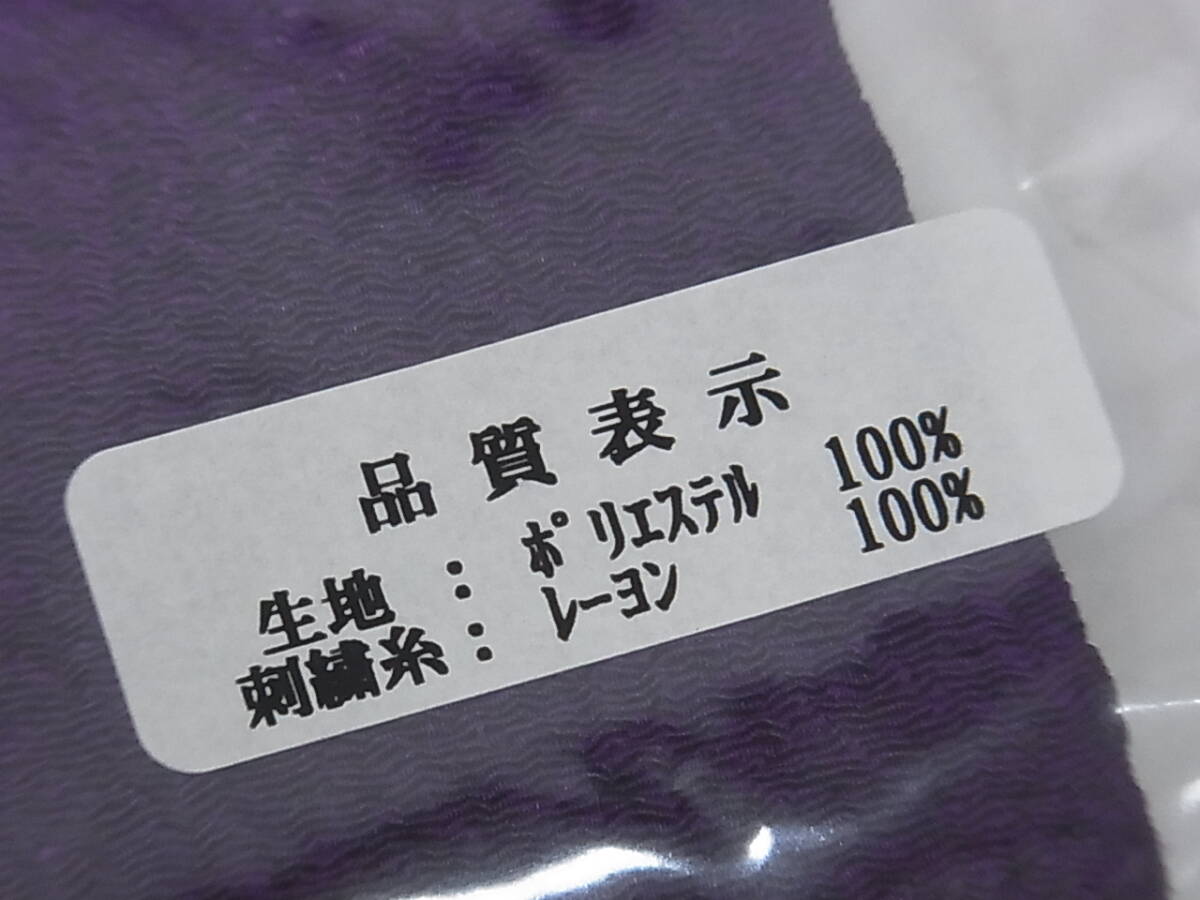 品質表示
生地 : ﾎﾟﾘｴｽﾃﾙ 100%
刺繍糸 : ﾚｰﾖﾝ 100%